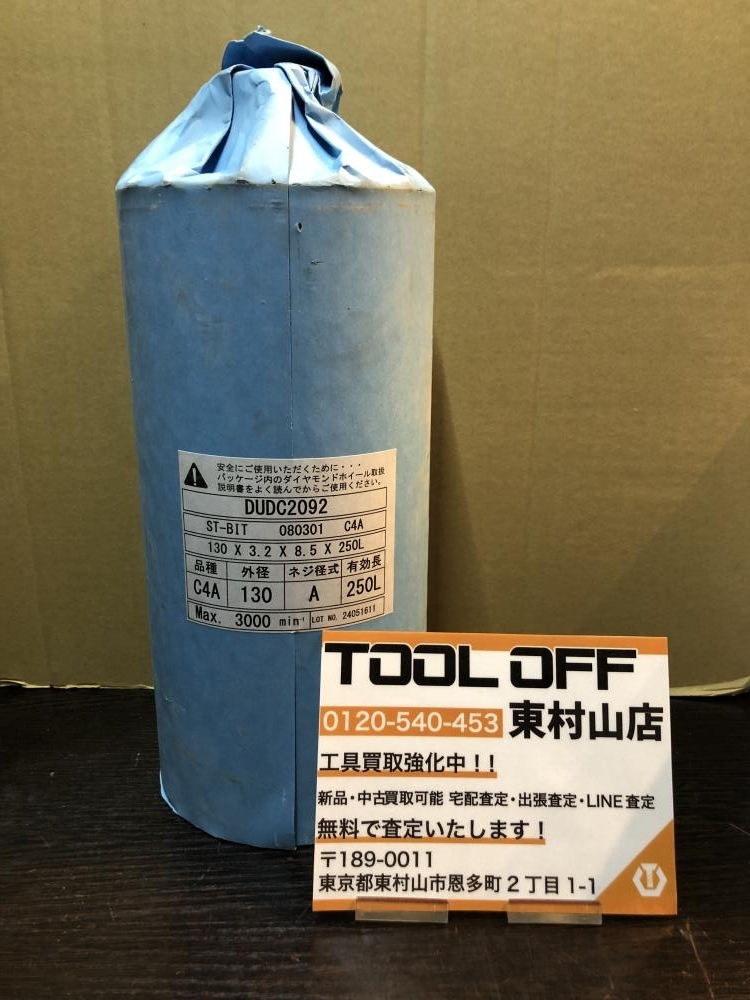 安全にご使用いただくために・・・
パッケージ内のダイヤモンドホイール取扱
説明書をよく読んでからご使用ください。
DUDC2092
ST-BIT 080301 C4A
130 X 3.2 X 8.5 X 250L
品種 外径 ネジ径式 有効長
C4A 130 A 250L
Max. 3000 min⁻¹ LOT NO. 24051611
TOOL OFF
0120-540-453 東村山店
工具買取強化中！！
新品・中古買取可能 宅配査定・出張査定・LINE査定
無料で査定いたします！
〒189-0011
東京都東村山市恩多町2丁目1-1